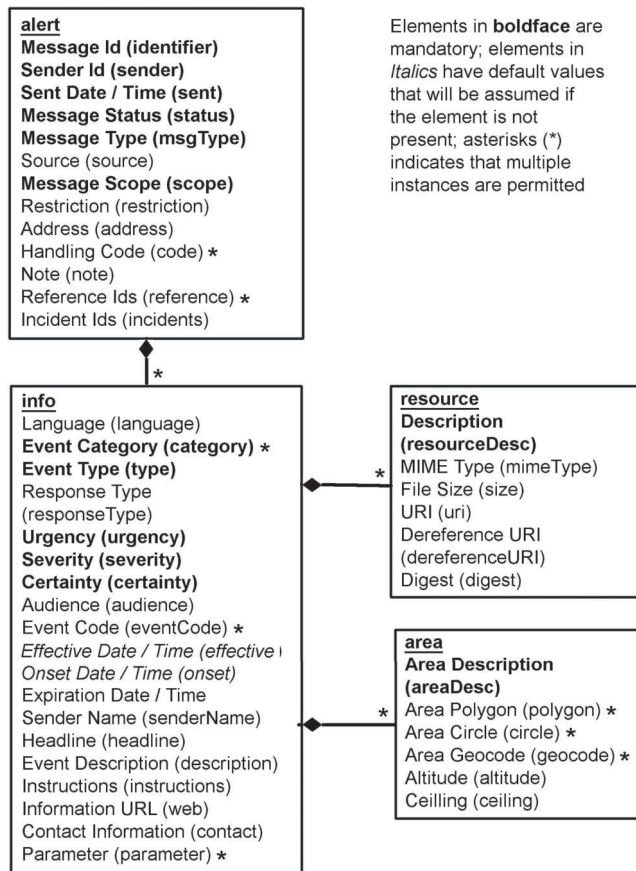 alert
Message Id (identifier)
Sender Id (sender)
Sent Date / Time (sent)
Message Status (status)
Message Type (msgType)
Source (source)
Message Scope (scope)
Restriction (restriction)
Address (address)
Handling Code (code) *
Note (note)
Reference Ids (reference) *
Incident Ids (incidents)
Elements in boldface are
mandatory; elements in
Italics have default values
that will be assumed if
the element is not
present; asterisks (*)
indicates that multiple
instances are permitted
*
info
Language (language)
Event Category (category) *
Event Type (type)
Response Type
(responseType)
Urgency (urgency)
Severity (severity)
Certainty (certainty)
Audience (audience)
Event Code (eventCode) *
Effective Date / Time (effective)
Onset Date / Time (onset)
Expiration Date / Time
Sender Name (senderName)
Headline (headline)
Event Description (description)
Instructions (instructions)
Information URL (web)
Contact Information (contact)
Parameter (parameter) *
*
resource
Description
(resourceDesc)
MIME Type (mimeType)
File Size (size)
URI (uri)
Dereference URI
(dereferenceURI)
Digest (digest)
*
area
Area Description
(areaDesc)
Area Polygon (polygon) *
Area Circle (circle) *
Area Geocode (geocode) *
Altitude (altitude)
Ceilling (ceiling)